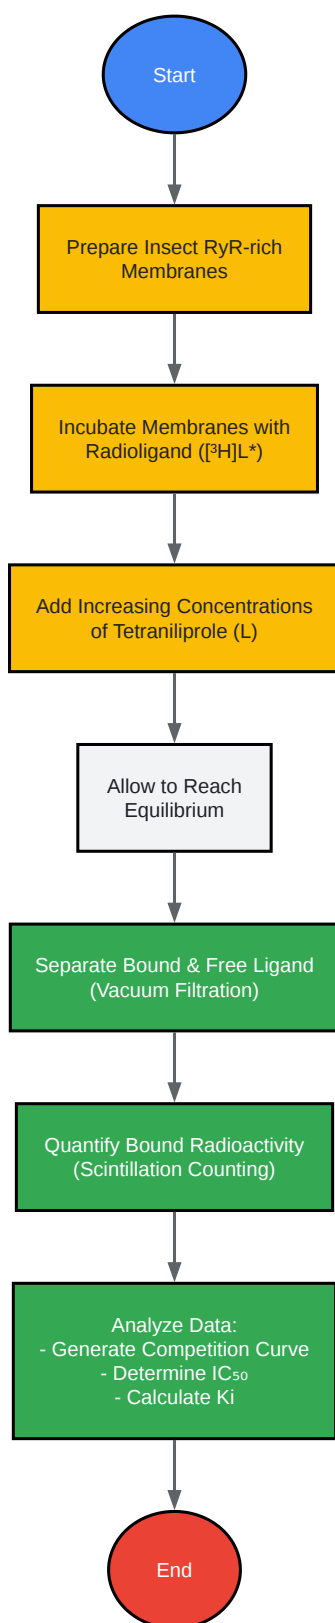 Start
Prepare Insect RyR-rich
Membranes
Incubate Membranes with
Radioligand ([³H]L*)
Add Increasing Concentrations
of Tetraniliprole (L)
Allow to Reach
Equilibrium
Separate Bound & Free Ligand
(Vacuum Filtration)
Quantify Bound Radioactivity
(Scintillation Counting)
Analyze Data:
- Generate Competition Curve
- Determine IC₅₀
- Calculate Ki
End